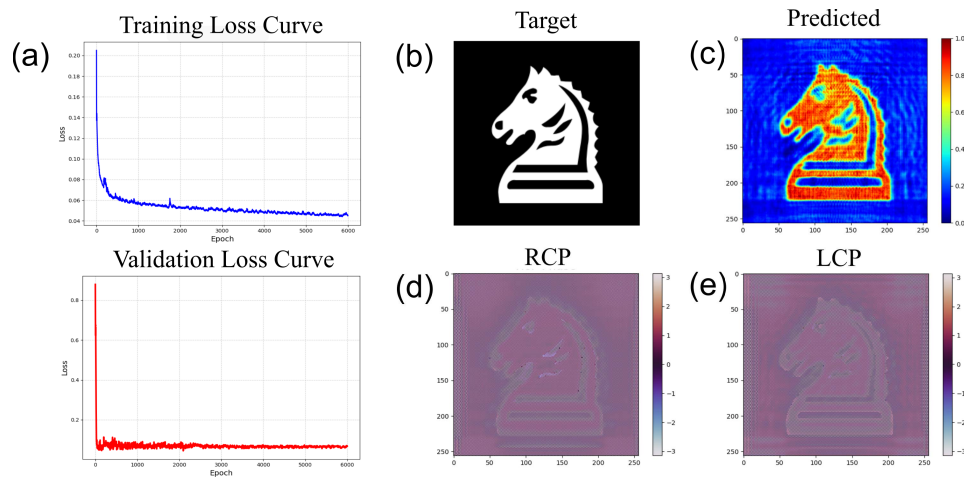 (a)
Training Loss Curve
0.20
0.18
0.16
0.14
0.12
0.10
0.08
0.06
0.04
Loss
0 1000 2000 3000 4000 5000 6000
Epoch
Validation Loss Curve
0.8
0.6
0.4
0.2
Loss
0 1000 2000 3000 4000 5000 6000
Epoch
(b)
Target
(c)
Predicted
0
50
100
150
200
250
0 50 100 150 200 250
1.0
0.8
0.6
0.4
0.2
0.0
(d)
RCP
0
50
100
150
200
250
0 50 100 150 200 250
3
2
1
0
−1
−2
−3
(e)
LCP
0
50
100
150
200
250
0 50 100 150 200 250
3
2
1
0
−1
−2
−3